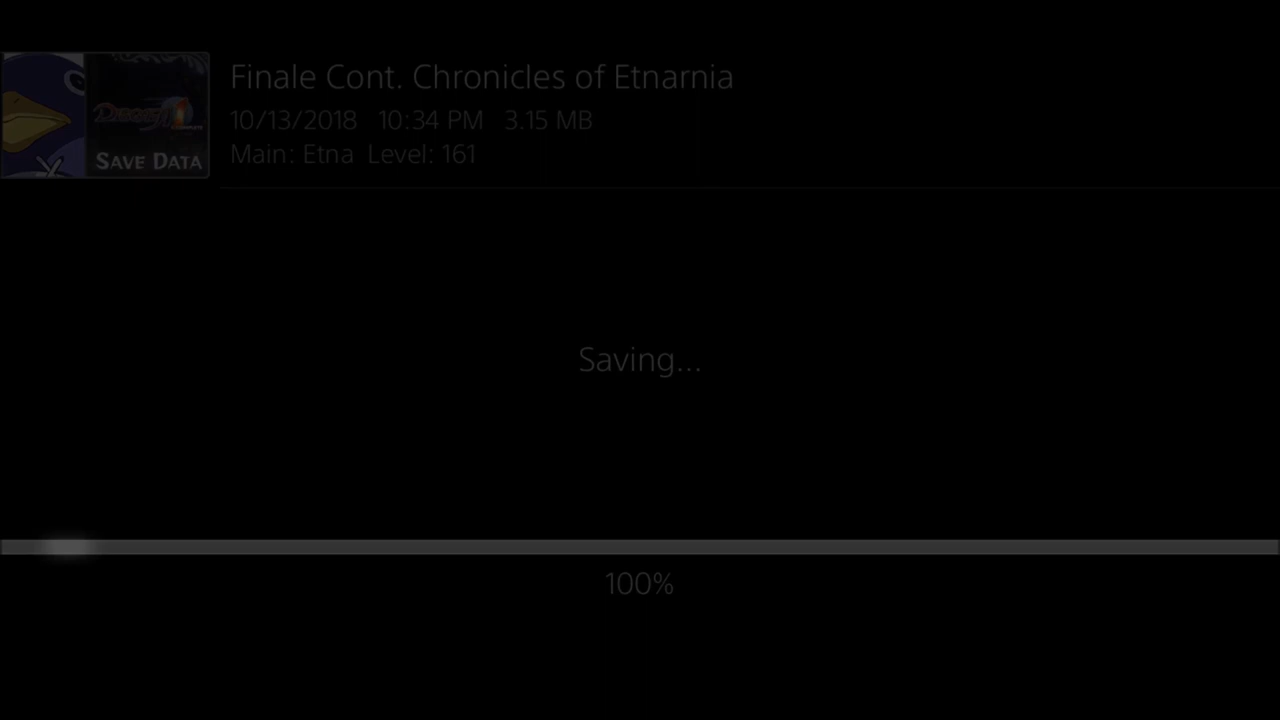 Finale Cont. Chronicles of Etnarnia
10/13/2018 10:34 PM 3.15 MB
Main: Etna Level: 161
SAVE DATA
Saving...
100%